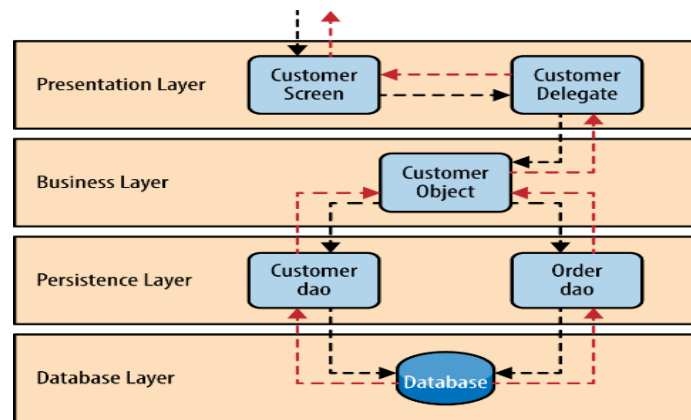 Presentation Layer
Customer
Screen
Customer
Delegate
Business Layer
Customer
Object
Persistence Layer
Customer
dao
Order
dao
Database Layer
Database